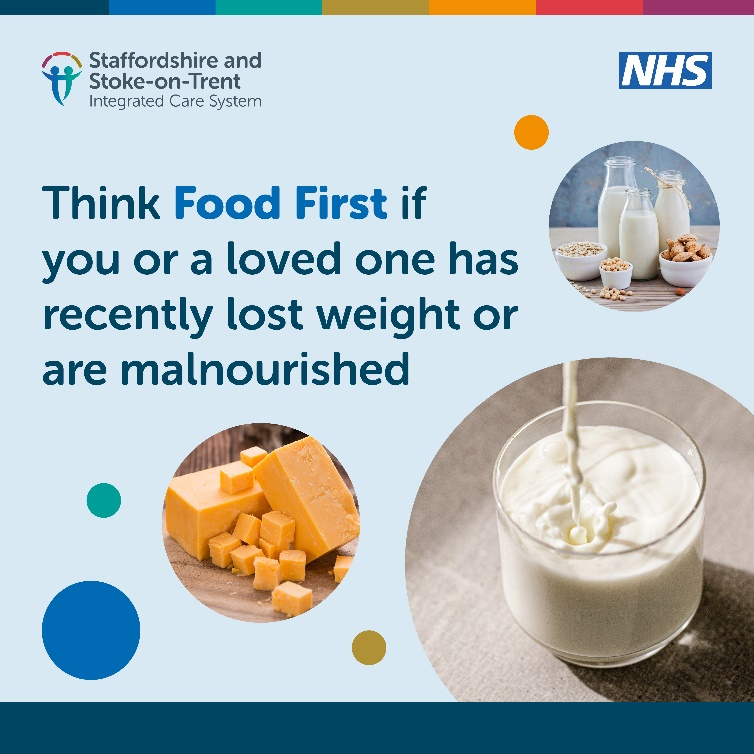 Staffordshire and
Stoke-on-Trent
Integrated Care System
NHS
Think Food First if
you or a loved one has
recently lost weight or
are malnourished